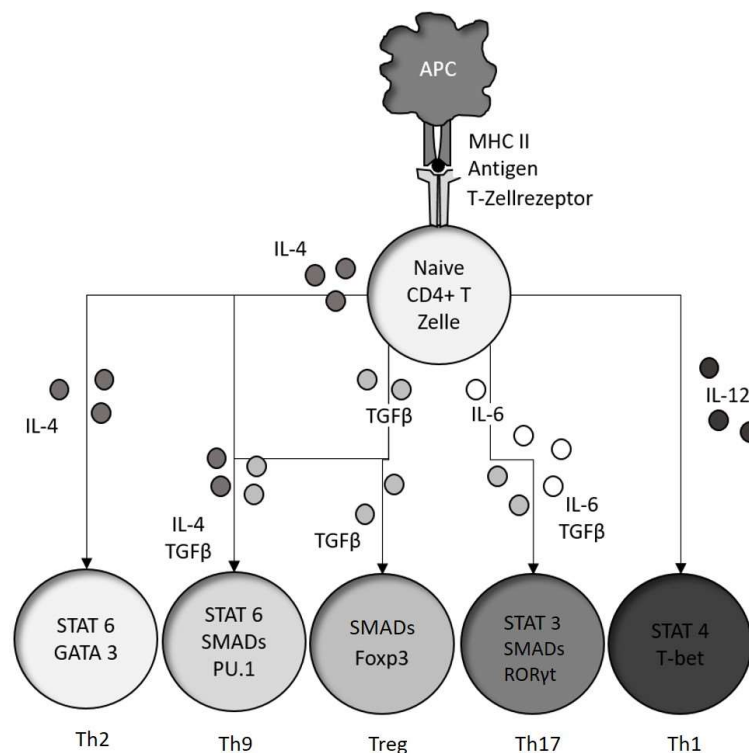 APC
MHC II
Antigen
T-Zellrezeptor
IL-4
Naive
CD4+ T
Zelle
IL-4
TGFβ
IL-6
IL-12
IL-4
TGFβ
TGFβ
IL-6
TGFβ
STAT 6
GATA 3
STAT 6
SMADs
PU.1
SMADs
Foxp3
STAT 3
SMADs
RORγt
STAT 4
T-bet
Th2
Th9
Treg
Th17
Th1